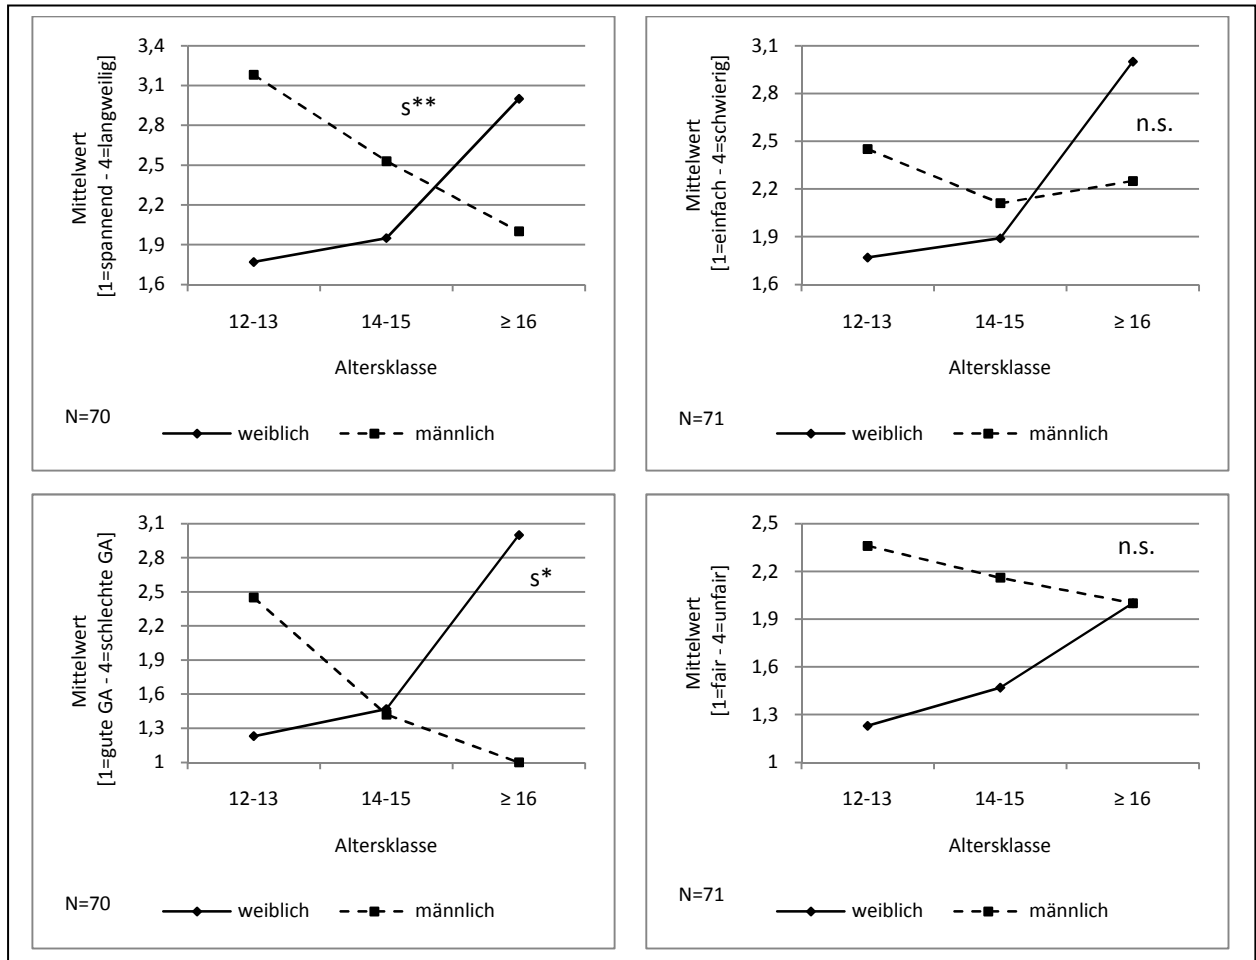 Mittelwert
[1=spannend - 4=langweilig]
3,4
3,1
2,8
2,5
2,2
1,9
1,6
s**
12-13 14-15 ≥ 16
Altersklasse
N=70
weiblich männlich
Mittelwert
[1=einfach - 4=schwierig]
3,1
2,8
2,5
2,2
1,9
1,6
n.s.
12-13 14-15 ≥ 16
Altersklasse
N=71
weiblich männlich
Mittelwert
[1=gute GA - 4=schlechte GA]
3,1
2,8
2,5
2,2
1,9
1,6
1,3
1
s*
12-13 14-15 ≥ 16
Altersklasse
N=70
weiblich männlich
Mittelwert
[1=fair - 4=unfair]
2,5
2,2
1,9
1,6
1,3
1
n.s.
12-13 14-15 ≥ 16
Altersklasse
N=71
weiblich männlich